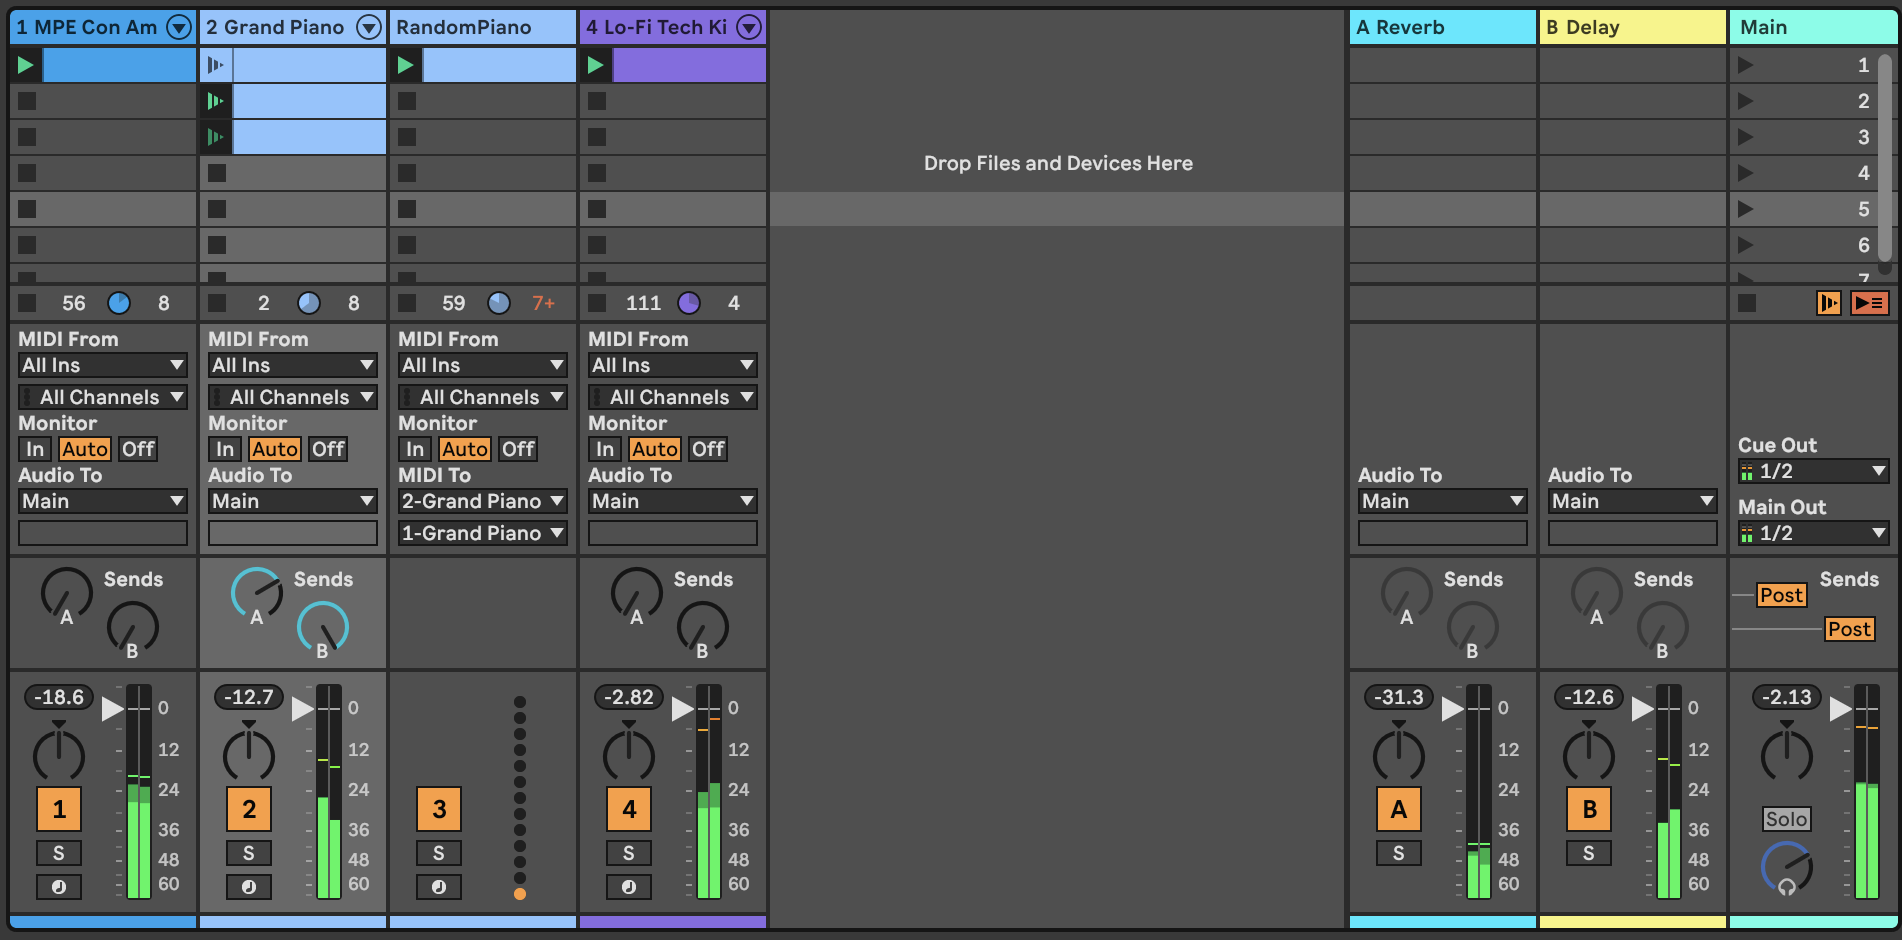 1 MPE Con Am
2 Grand Piano
RandomPiano
4 Lo-Fi Tech Ki
A Reverb
B Delay
Main
1
2
3
4
5
6
7
Drop Files and Devices Here
56 8
2 8
59 7+
111 4
MIDI From
All Ins
All Channels
Monitor
In Auto Off
Audio To
Main
MIDI From
All Ins
All Channels
Monitor
In Auto Off
Audio To
Main
MIDI From
All Ins
All Channels
Monitor
In Auto Off
MIDI To
2-Grand Piano
1-Grand Piano
MIDI From
All Ins
All Channels
Monitor
In Auto Off
Audio To
Main
Audio To
Main
Audio To
Main
Cue Out
1/2
Main Out
1/2
Sends
A
B
Sends
A
B
Sends
A
B
Sends
A
B
Sends
A
B
Sends
Post
Post
-18.6
0
12
24
36
48
60
1
S
-12.7
0
12
24
36
48
60
2
S
3
S
-2.82
0
12
24
36
48
60
4
S
-31.3
0
12
24
36
48
60
A
S
-12.6
0
12
24
36
48
60
B
S
-2.13
Solo